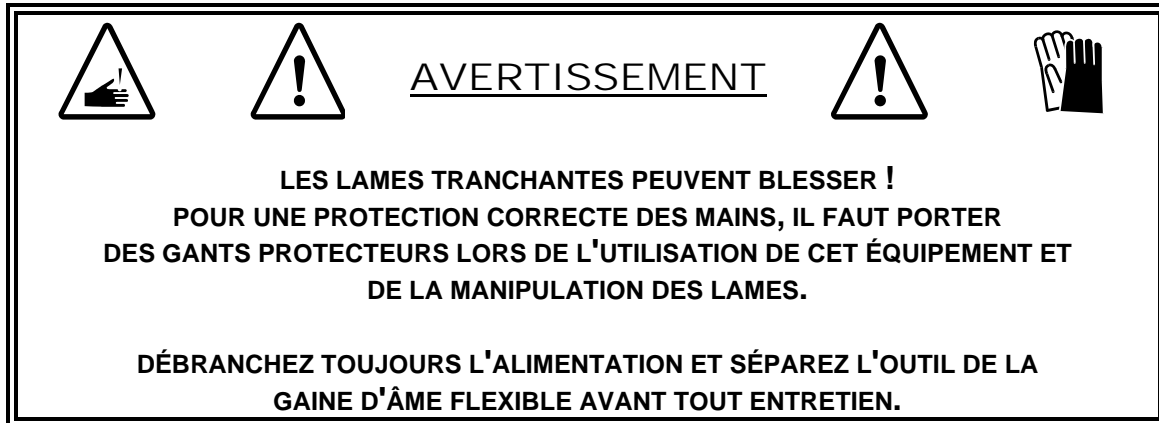 AVERTISSEMENT
LES LAMES TRANCHANTES PEUVENT BLESSER !
POUR UNE PROTECTION CORRECTE DES MAINS, IL FAUT PORTER
DES GANTS PROTECTEURS LORS DE L'UTILISATION DE CET ÉQUIPEMENT ET
DE LA MANIPULATION DES LAMES.
DÉBRANCHEZ TOUJOURS L'ALIMENTATION ET SÉPAREZ L'OUTIL DE LA
GAINE D'ÂME FLEXIBLE AVANT TOUT ENTRETIEN.